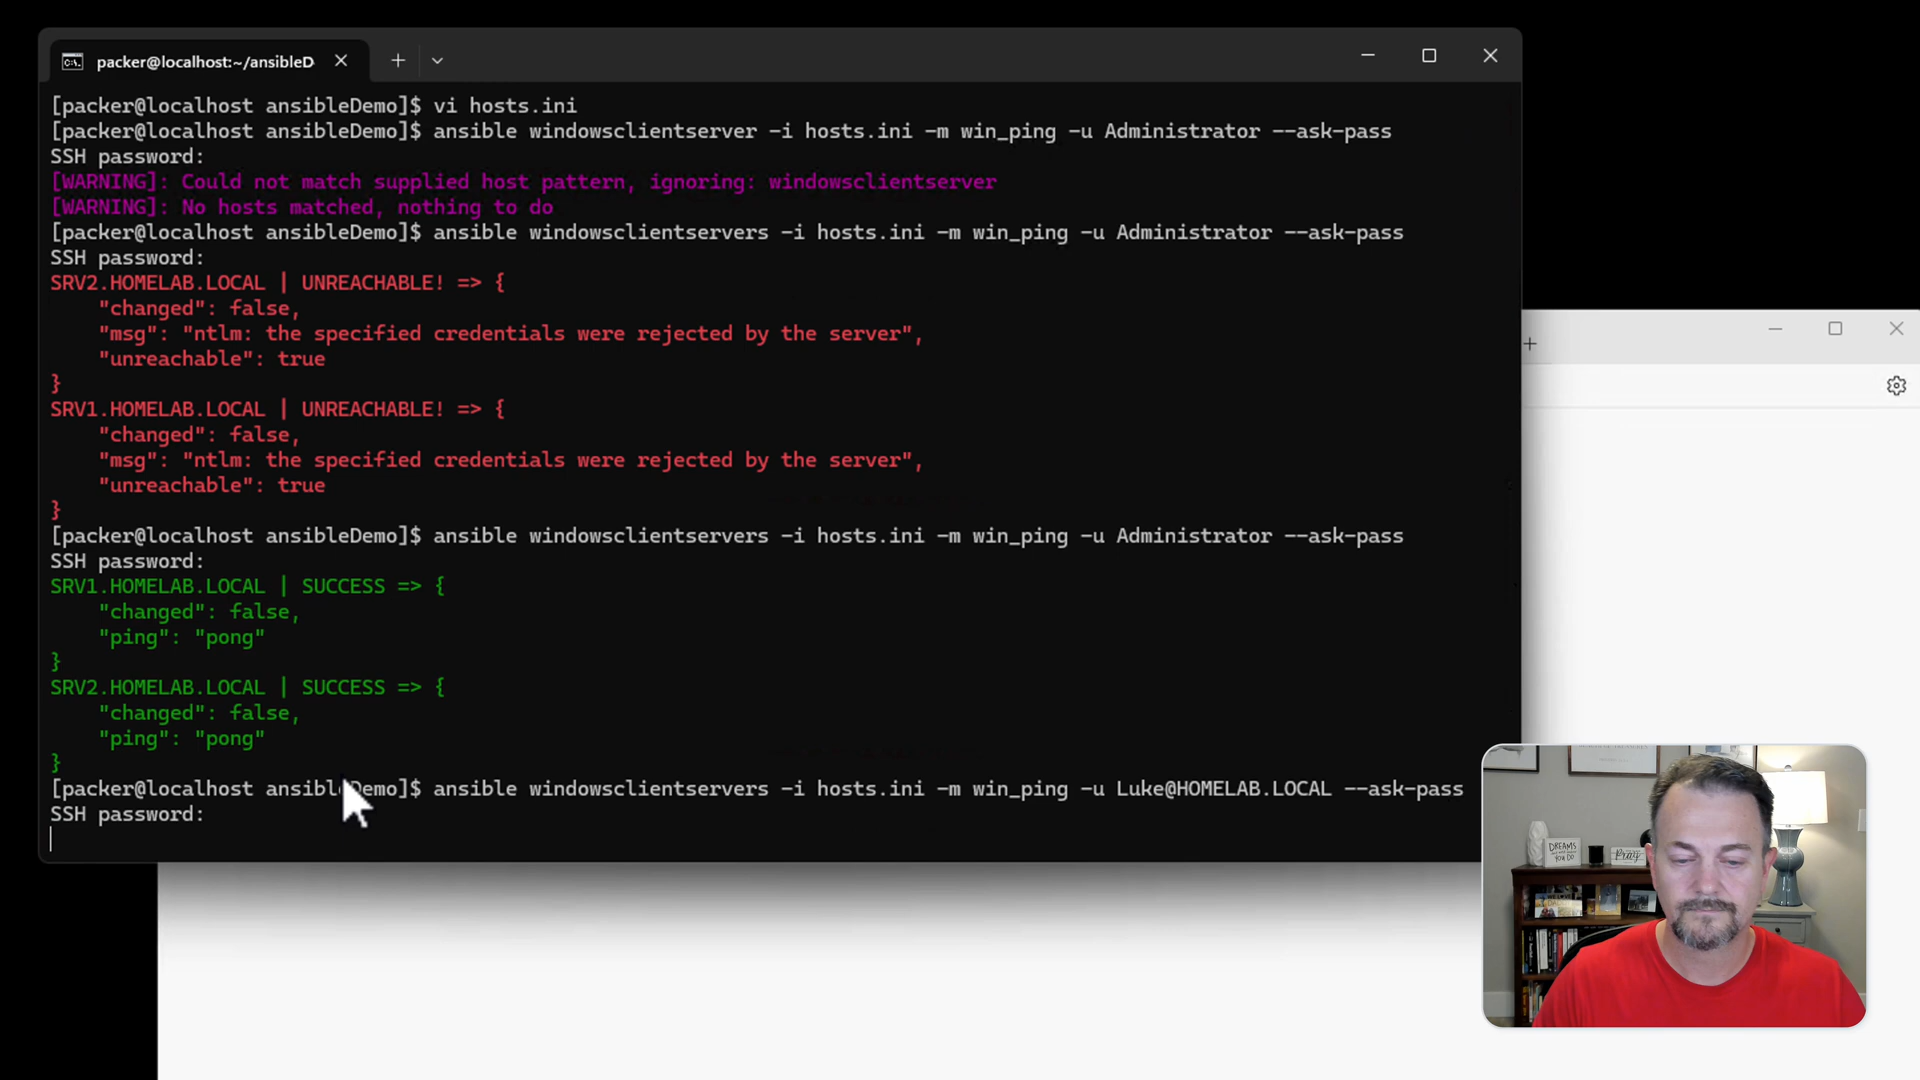 packer@localhost:~/ansibleD
[packer@localhost ansibleDemo]$ vi hosts.ini
[packer@localhost ansibleDemo]$ ansible windowsclientserver -i hosts.ini -m win_ping -u Administrator --ask-pass
SSH password:
[WARNING]: Could not match supplied host pattern, ignoring: windowsclientserver
[WARNING]: No hosts matched, nothing to do
[packer@localhost ansibleDemo]$ ansible windowsclientservers -i hosts.ini -m win_ping -u Administrator --ask-pass
SSH password:
SRV2.HOMELAB.LOCAL | UNREACHABLE! => {
    "changed": false,
    "msg": "ntlm: the specified credentials were rejected by the server",
    "unreachable": true
}
SRV1.HOMELAB.LOCAL | UNREACHABLE! => {
    "changed": false,
    "msg": "ntlm: the specified credentials were rejected by the server",
    "unreachable": true
}
[packer@localhost ansibleDemo]$ ansible windowsclientservers -i hosts.ini -m win_ping -u Administrator --ask-pass
SSH password:
SRV1.HOMELAB.LOCAL | SUCCESS => {
    "changed": false,
    "ping": "pong"
}
SRV2.HOMELAB.LOCAL | SUCCESS => {
    "changed": false,
    "ping": "pong"
}
[packer@localhost ansibleDemo]$ ansible windowsclientservers -i hosts.ini -m win_ping -u Luke@HOMELAB.LOCAL --ask-pass
SSH password:
DREAMS
YOU DO
Pray